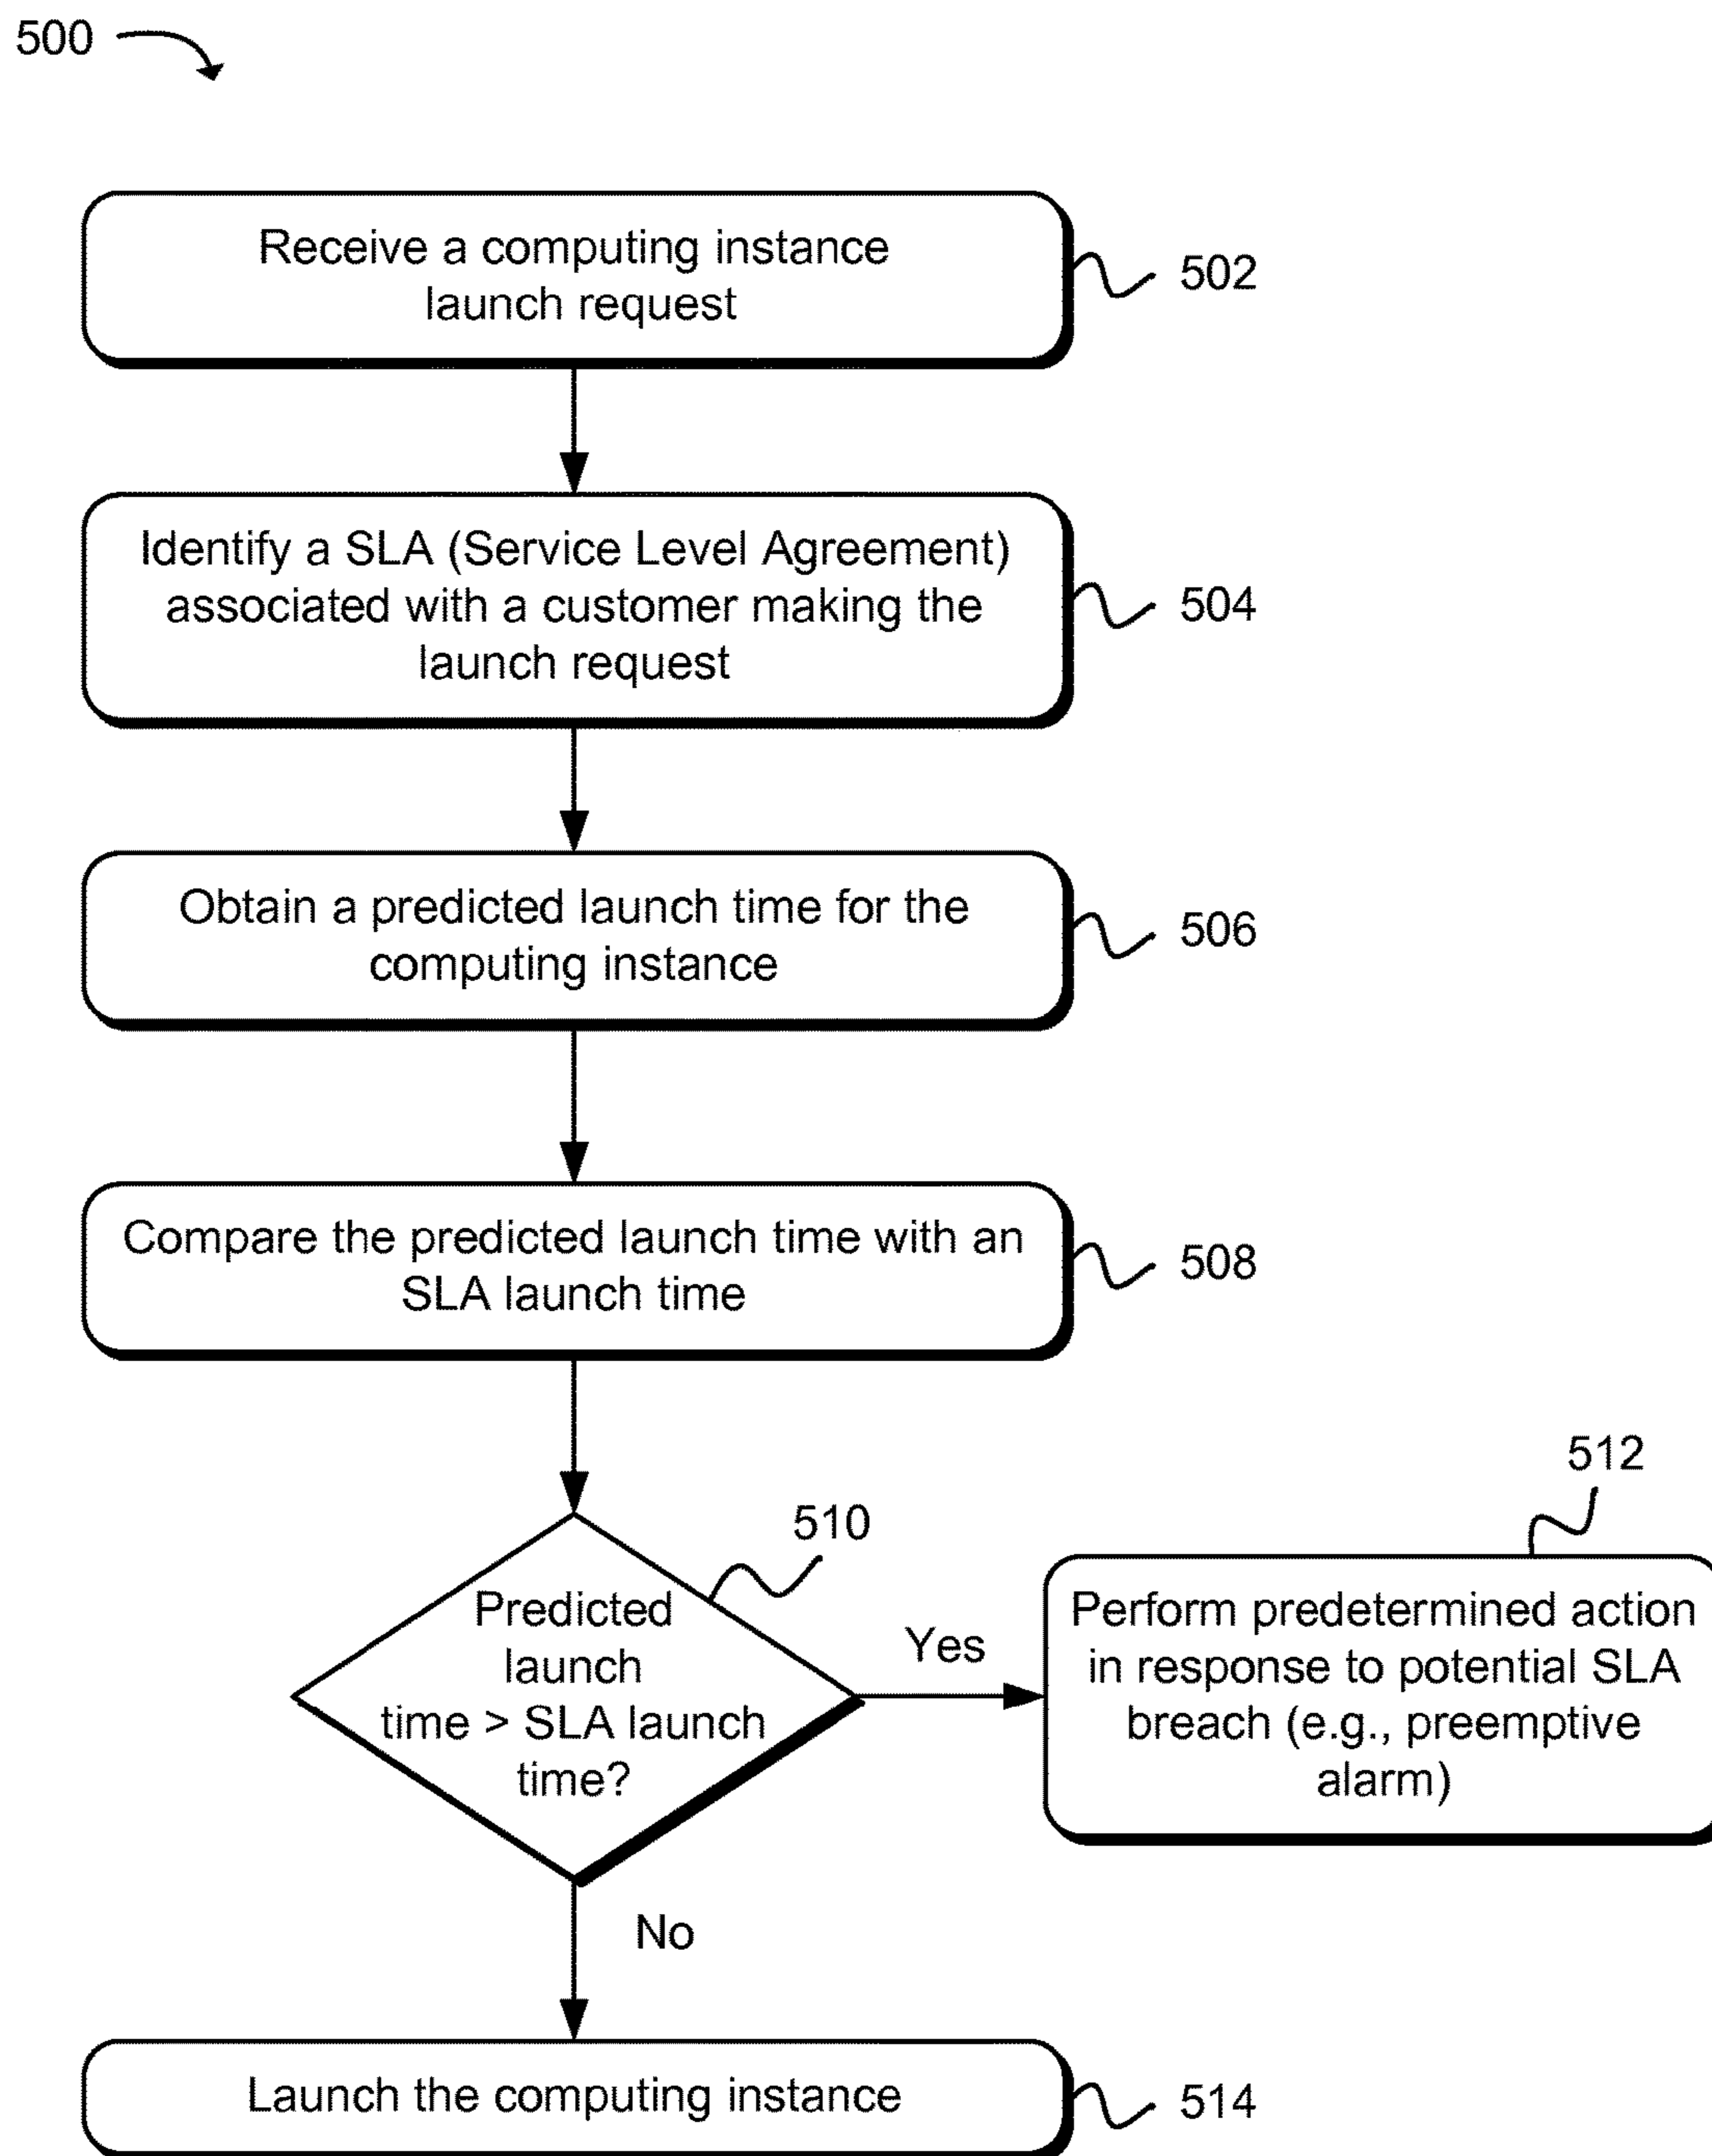 500
Receive a computing instance
launch request
502
Identify a SLA (Service Level Agreement)
associated with a customer making the
launch request
504
Obtain a predicted launch time for the
computing instance
506
Compare the predicted launch time with an
SLA launch time
508
510
Predicted
launch
time > SLA launch
time?
Yes
512
Perform predetermined action
in response to potential SLA
breach (e.g., preemptive
alarm)
No
Launch the computing instance
514